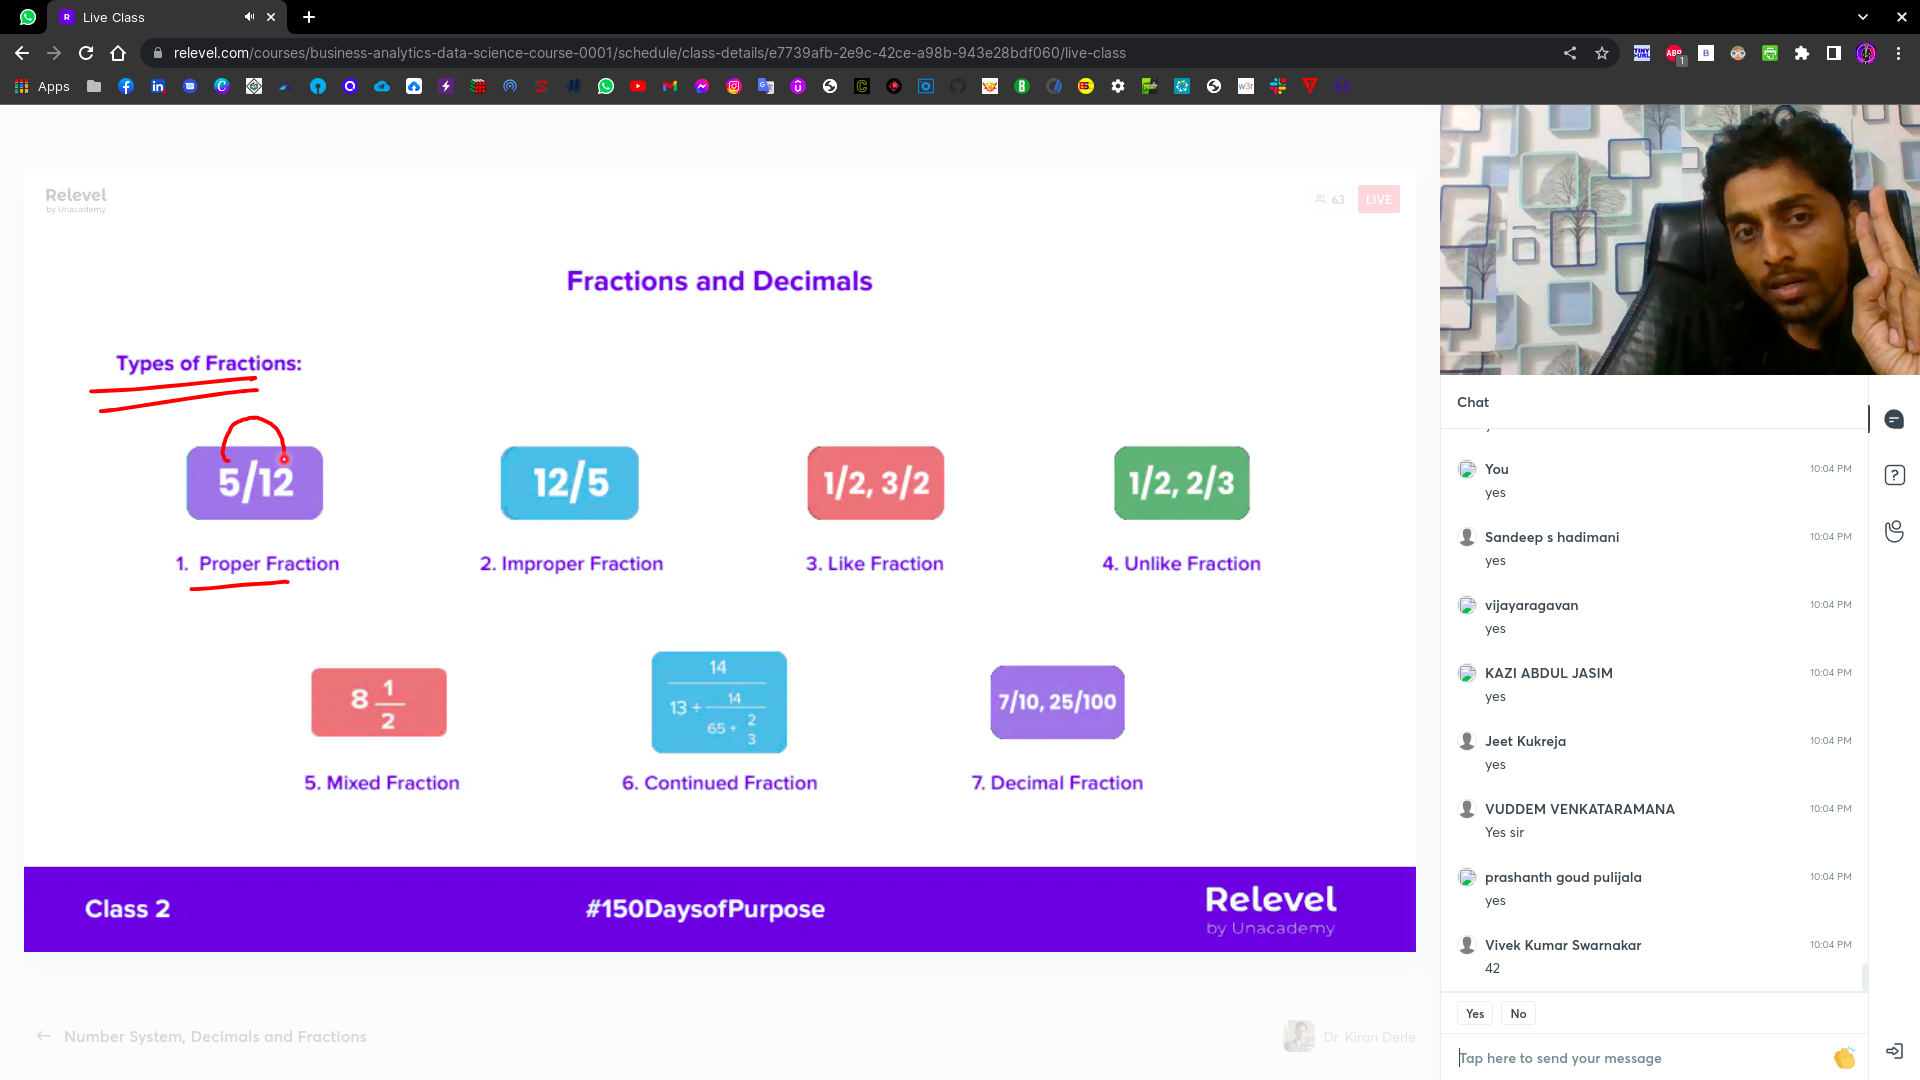 Live Class
relevel.com/courses/business-analytics-data-science-course-0001/schedule/class-details/e7739afb-2e9c-42ce-a98b-943e28bdf060/live-class
Apps
Relevel
by Unacademy
63
LIVE
Fractions and Decimals
Types of Fractions:
5/12
12/5
1/2, 3/2
1/2, 2/3
1. Proper Fraction
2. Improper Fraction
3. Like Fraction
4. Unlike Fraction
8 1
2
14
13 +
14
65 +
2
3
7/10, 25/100
5. Mixed Fraction
6. Continued Fraction
7. Decimal Fraction
Class 2
#150DaysofPurpose
Relevel
by Unacademy
Number System, Decimals and Fractions
Dr. Kiran Derle
Chat
You 10:04 PM
yes
Sandeep s hadimani 10:04 PM
yes
vijayaragavan 10:04 PM
yes
KAZI ABDUL JASIM 10:04 PM
yes
Jeet Kukreja 10:04 PM
yes
VUDDEM VENKATARAMANA 10:04 PM
Yes sir
prashanth goud pulijala 10:04 PM
yes
Vivek Kumar Swarnakar 10:04 PM
42
Yes
No
Tap here to send your message